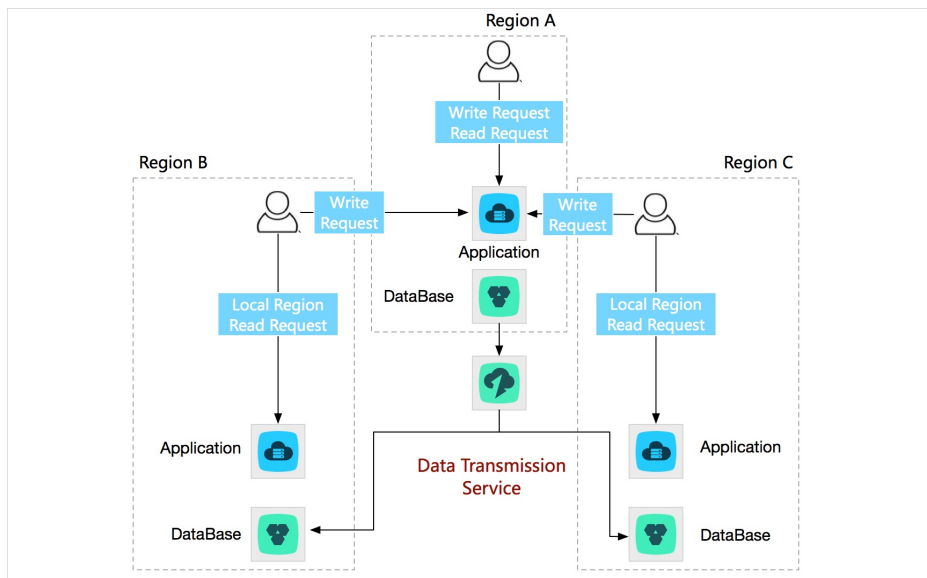 Region A
Write Request
Read Request
Region B
Region C
Write
Request
Write
Request
Application
DataBase
Local Region
Read Request
Local Region
Read Request
Application
Application
Data Transmission
Service
DataBase
DataBase